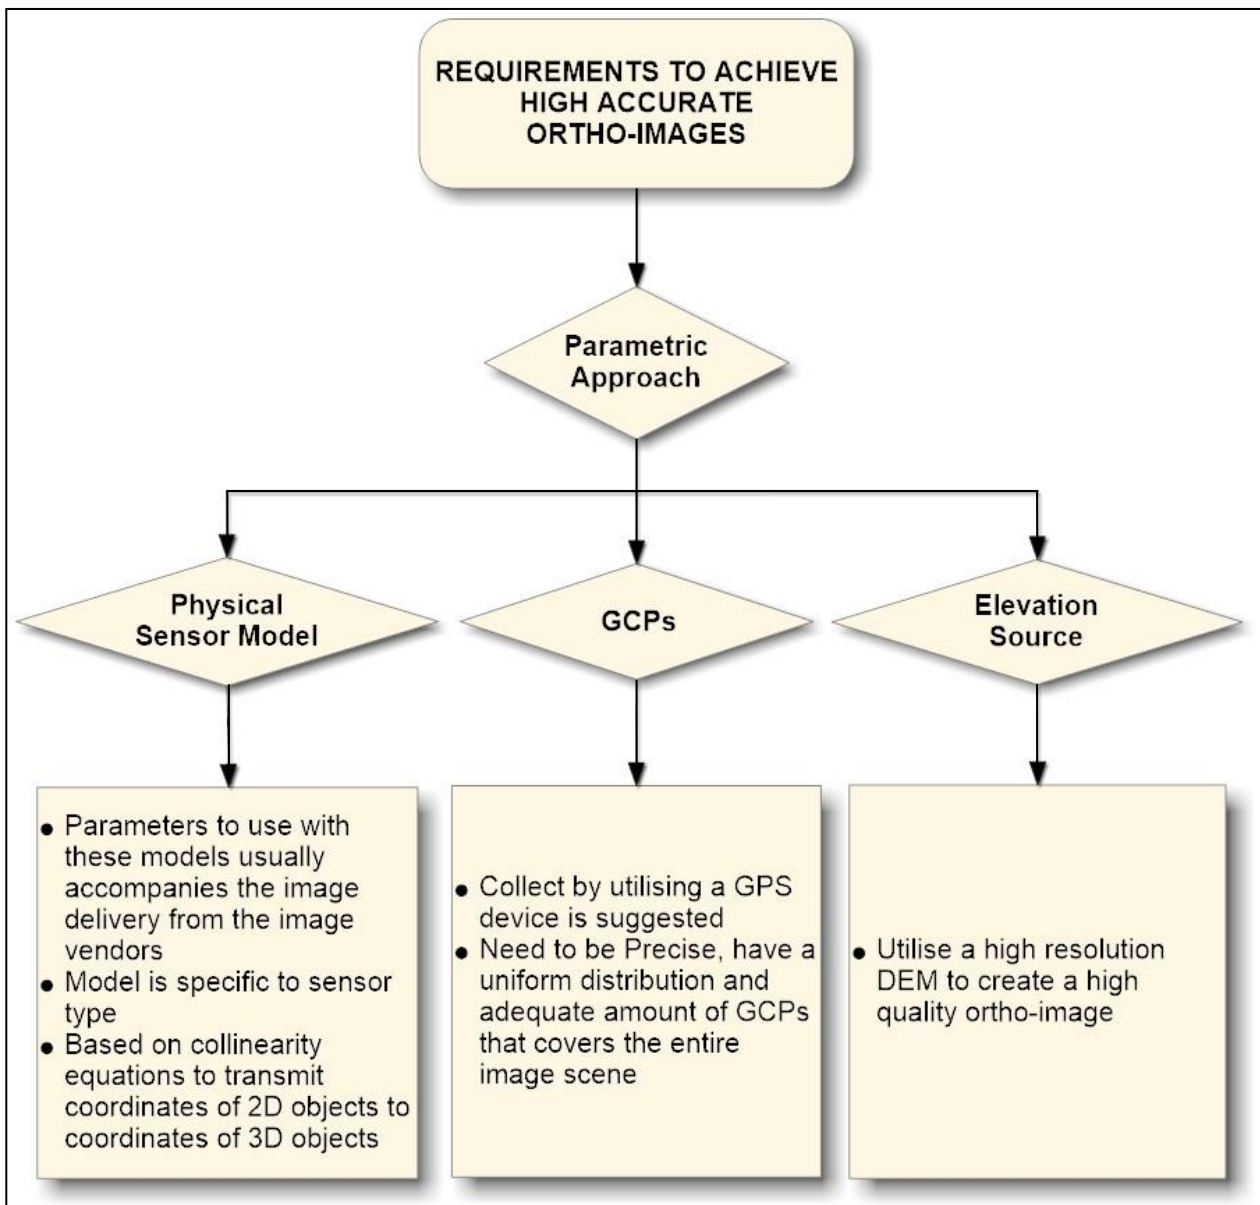 REQUIREMENTS TO ACHIEVE
HIGH ACCURATE
ORTHO-IMAGES
Parametric
Approach
Physical
Sensor Model
GCPs
Elevation
Source
● Parameters to use with
these models usually
accompanies the image
delivery from the image
vendors
● Model is specific to sensor
type
● Based on collinearity
equations to transmit
coordinates of 2D objects to
coordinates of 3D objects
● Collect by utilising a GPS
device is suggested
● Need to be Precise, have a
uniform distribution and
adequate amount of GCPs
that covers the entire
image scene
● Utilise a high resolution
DEM to create a high
quality ortho-image